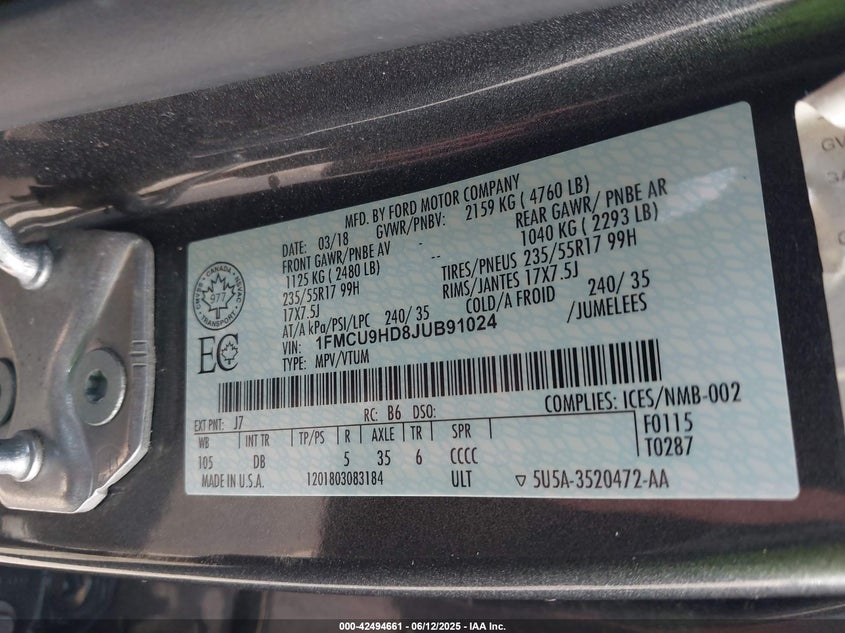 MFD. BY FORD MOTOR COMPANY
DATE: 03/18 GVWR/PNBV: 2159 KG ( 4760 LB)
FRONT GAWR/PNBE AV - REAR GAWR/ PNBE AR
1125 KG ( 2480 LB) -- 1040 KG ( 2293 LB)
235/55R17 99H TIRES/PNEUS 235/55R17 99H
17X7.5J RIMS/JANTES 17X7.5J
AT/A kPa/PSI/LPC 240/ 35 COLD/A FROID 240/ 35
VIN: 1FMCU9HD8JUB91024 /JUMELEES
TYPE: MPV/VTUM
CANADA
977
TRANSPORT
EC
EXT PNT: J7 RC: B6 DSO: COMPLIES: ICES/NMB-002
WB INT TR TP/PS R AXLE TR SPR F0115
105 DB 5 35 6 CCCC T0287
MADE IN U.S.A. 1201803083184 ULT ▽ 5U5A-3520472-AA
GV
000-42494661 - 06/12/2025 - IAA Inc.